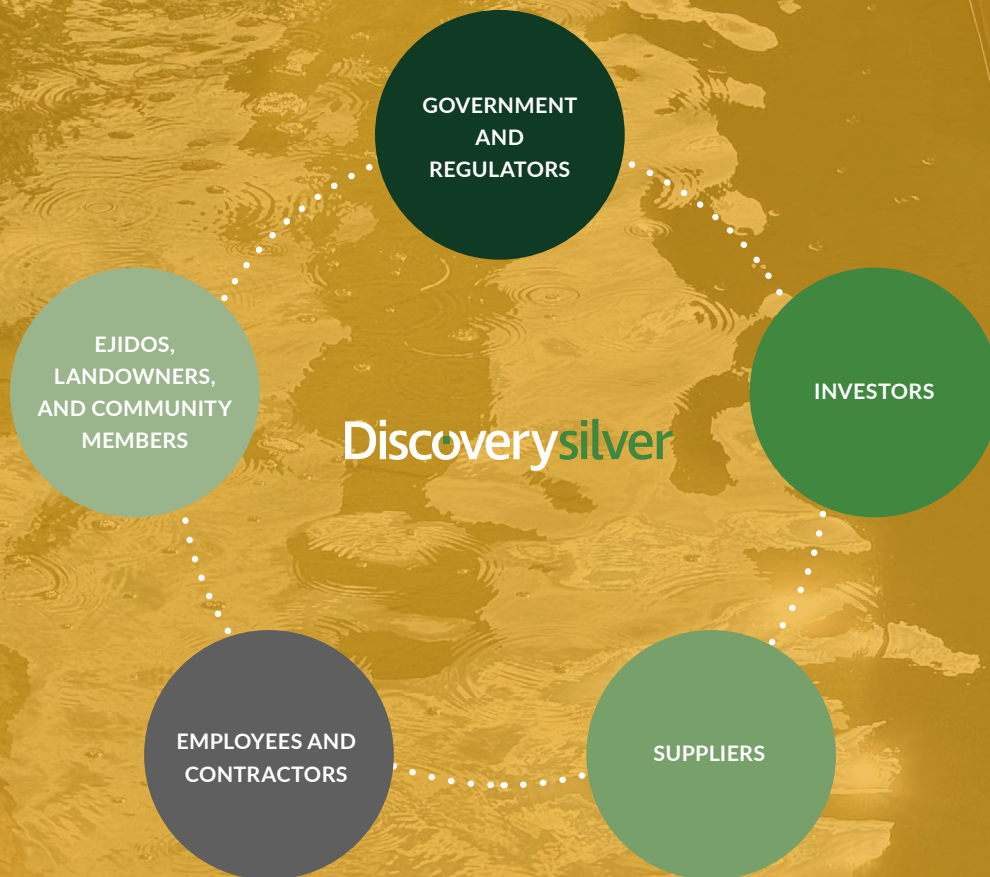 GOVERNMENT
AND
REGULATORS
EJIDOS,
LANDOWNERS,
AND COMMUNITY
MEMBERS
INVESTORS
Discoverysilver
EMPLOYEES AND
CONTRACTORS
SUPPLIERS